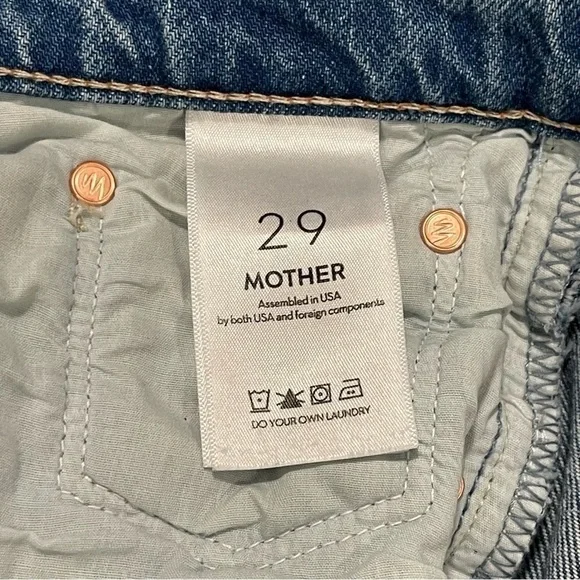 29
MOTHER
Assembled in USA
by both USA and foreign components
DO YOUR OWN LAUNDRY